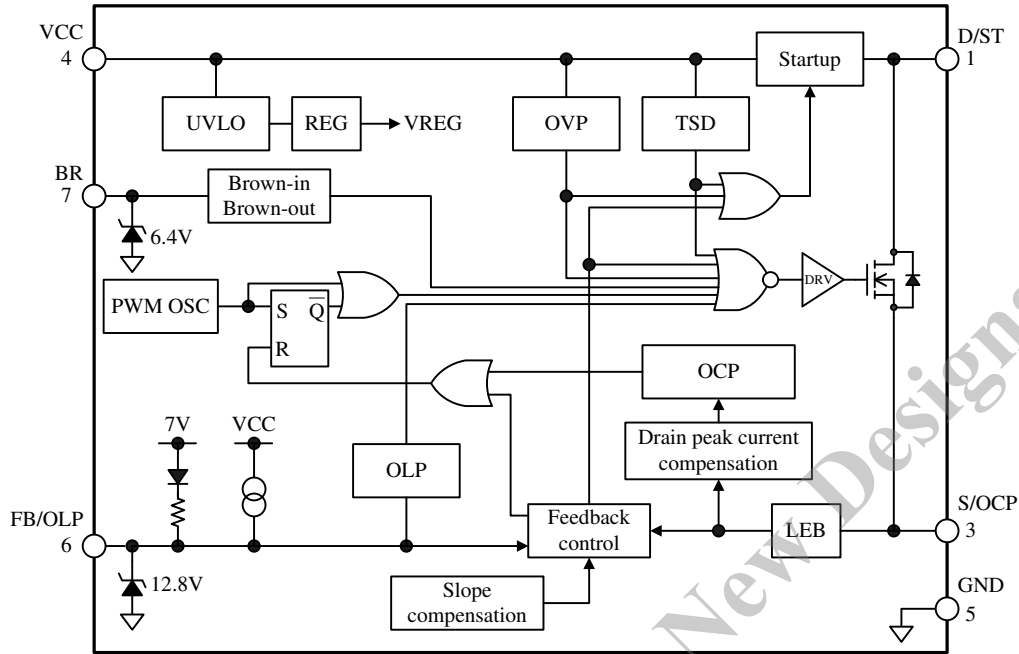 VCC
4
D/ST
1
Startup
UVLO
REG
VREG
OVP
TSD
BR
7
Brown-in
Brown-out
6.4V
PWM OSC
S
Q
R
DRV
OCP
7V
VCC
OLP
Drain peak current
compensation
FB/OLP
6
Feedback
control
LEB
S/OCP
3
12.8V
Slope
compensation
GND
5
New Designs